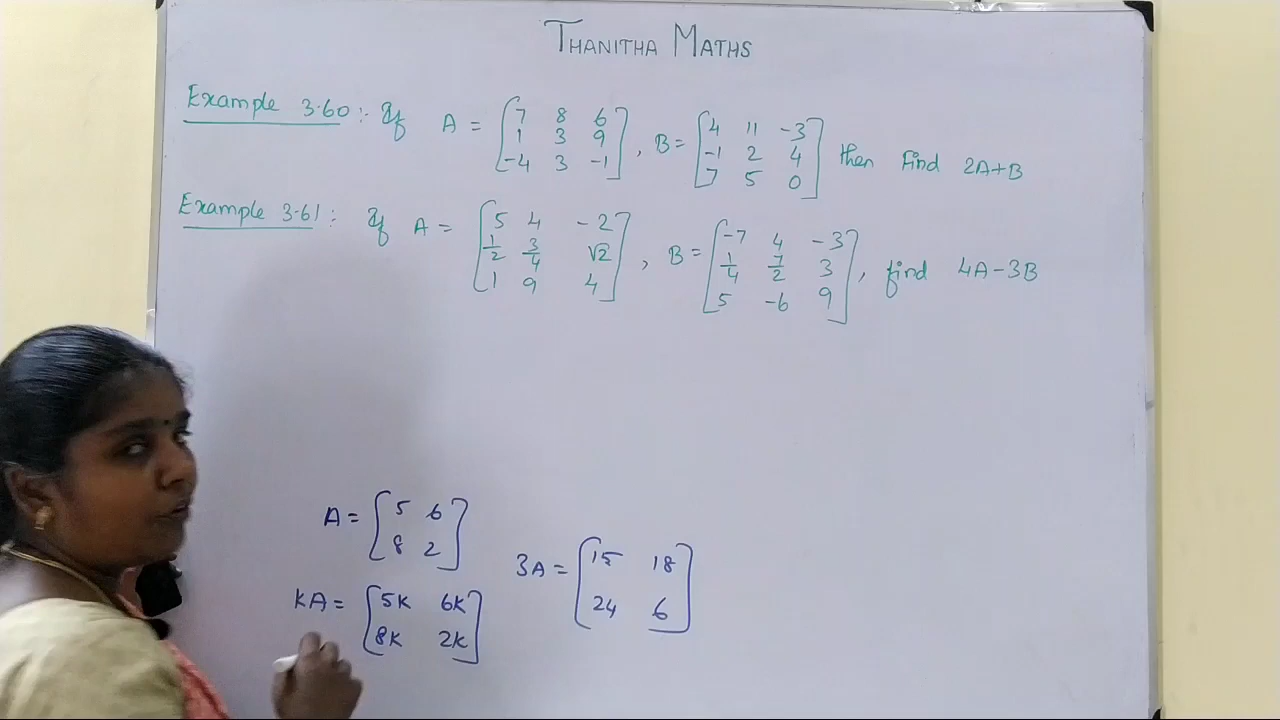 THANITHA MATHS
Example 3.60 :- If A = [7 8 6; 1 3 9; -4 3 -1], B = [4 11 -3; -1 2 4; 7 5 0] then Find 2A+B
Example 3.61 : If A = [5 4 -2; 1/2 3/4 √2; 1 9 4], B = [-7 4 -3; 1/4 7/2 3; 5 -6 9], find 4A-3B
A = [5 6; 8 2]
3A = [15 18; 24 6]
KA = [5K 6K; 8K 2K]